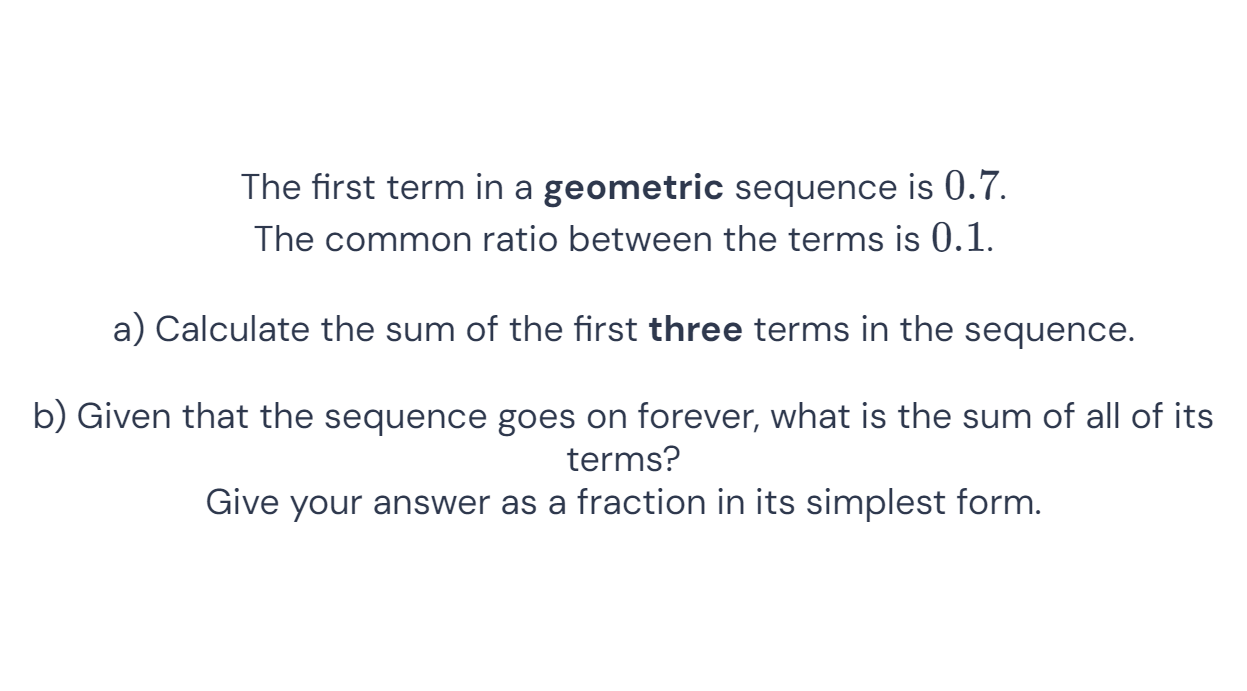 The first term in a geometric sequence is 0.7.
The common ratio between the terms is 0.1.
a) Calculate the sum of the first three terms in the sequence.
b) Given that the sequence goes on forever, what is the sum of all of its
terms?
Give your answer as a fraction in its simplest form.